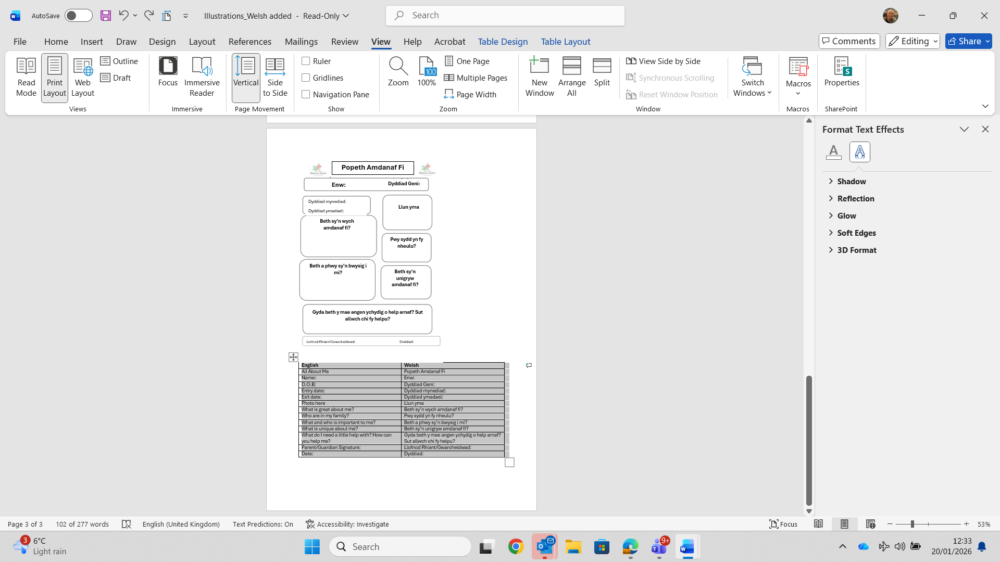 AutoSave
Illustrations_Welsh added - Read-Only
Search
File Home Insert Draw Design Layout References Mailings Review View Help Acrobat Table Design Table Layout
Comments Editing Share
Read Mode
Print Layout
Web Layout
Outline
Draft
Views
Focus
Immersive Reader
Immersive
Vertical
Side to Side
Page Movement
Ruler
Gridlines
Navigation Pane
Show
Zoom
100
100%
One Page
Multiple Pages
Page Width
Zoom
New Window
Arrange All
Split
View Side by Side
Synchronous Scrolling
Reset Window Position
Window
Switch Windows
Macros
Macros
Properties
SharePoint
Format Text Effects
Shadow
Reflection
Glow
Soft Edges
3D Format
Popeth Amdanaf Fi
Enw: Dyddiad Geni:
Dyddiad mynediad:
Dyddiad ymadael:
Llun yma
Beth sy'n wych
amdanaf fi?
Pwy sydd yn fy
nheulu?
Beth a phwy sy'n bwysig i
mi?
Beth sy'n
unigryw
amdanaf fi?
Gyda beth y mae angen ychydig o help arnaf? Sut
allwch chi fy helpu?
Llofnod Rhiant/Gwarcheidwad: Dyddiad:
English Welsh
All About Me Popeth Amdanaf Fi
Name: Enw:
D.O.B: Dyddiad Geni:
Entry date: Dyddiad mynediad:
Exit date: Dyddiad ymadael:
Photo here Llun yma
What is great about me? Beth sy'n wych amdanaf fi?
Who are in my family? Pwy sydd yn fy nheulu?
What and who is important to me? Beth a phwy sy'n bwysig i mi?
What is unique about me? Beth sy'n unigryw amdanaf fi?
What do I need a little help with? How can you help me? Gyda beth y mae angen ychydig o help arnaf? Sut allwch chi fy helpu?
Parent/Guardian Signature: Llofnod Rhiant/Gwarcheidwad:
Date: Dyddiad:
Page 3 of 3 102 of 277 words English (United Kingdom) Text Predictions: On Accessibility: Investigate
Focus 53%
3 6°C
Light rain
Search
9+
12:33
20/01/2026